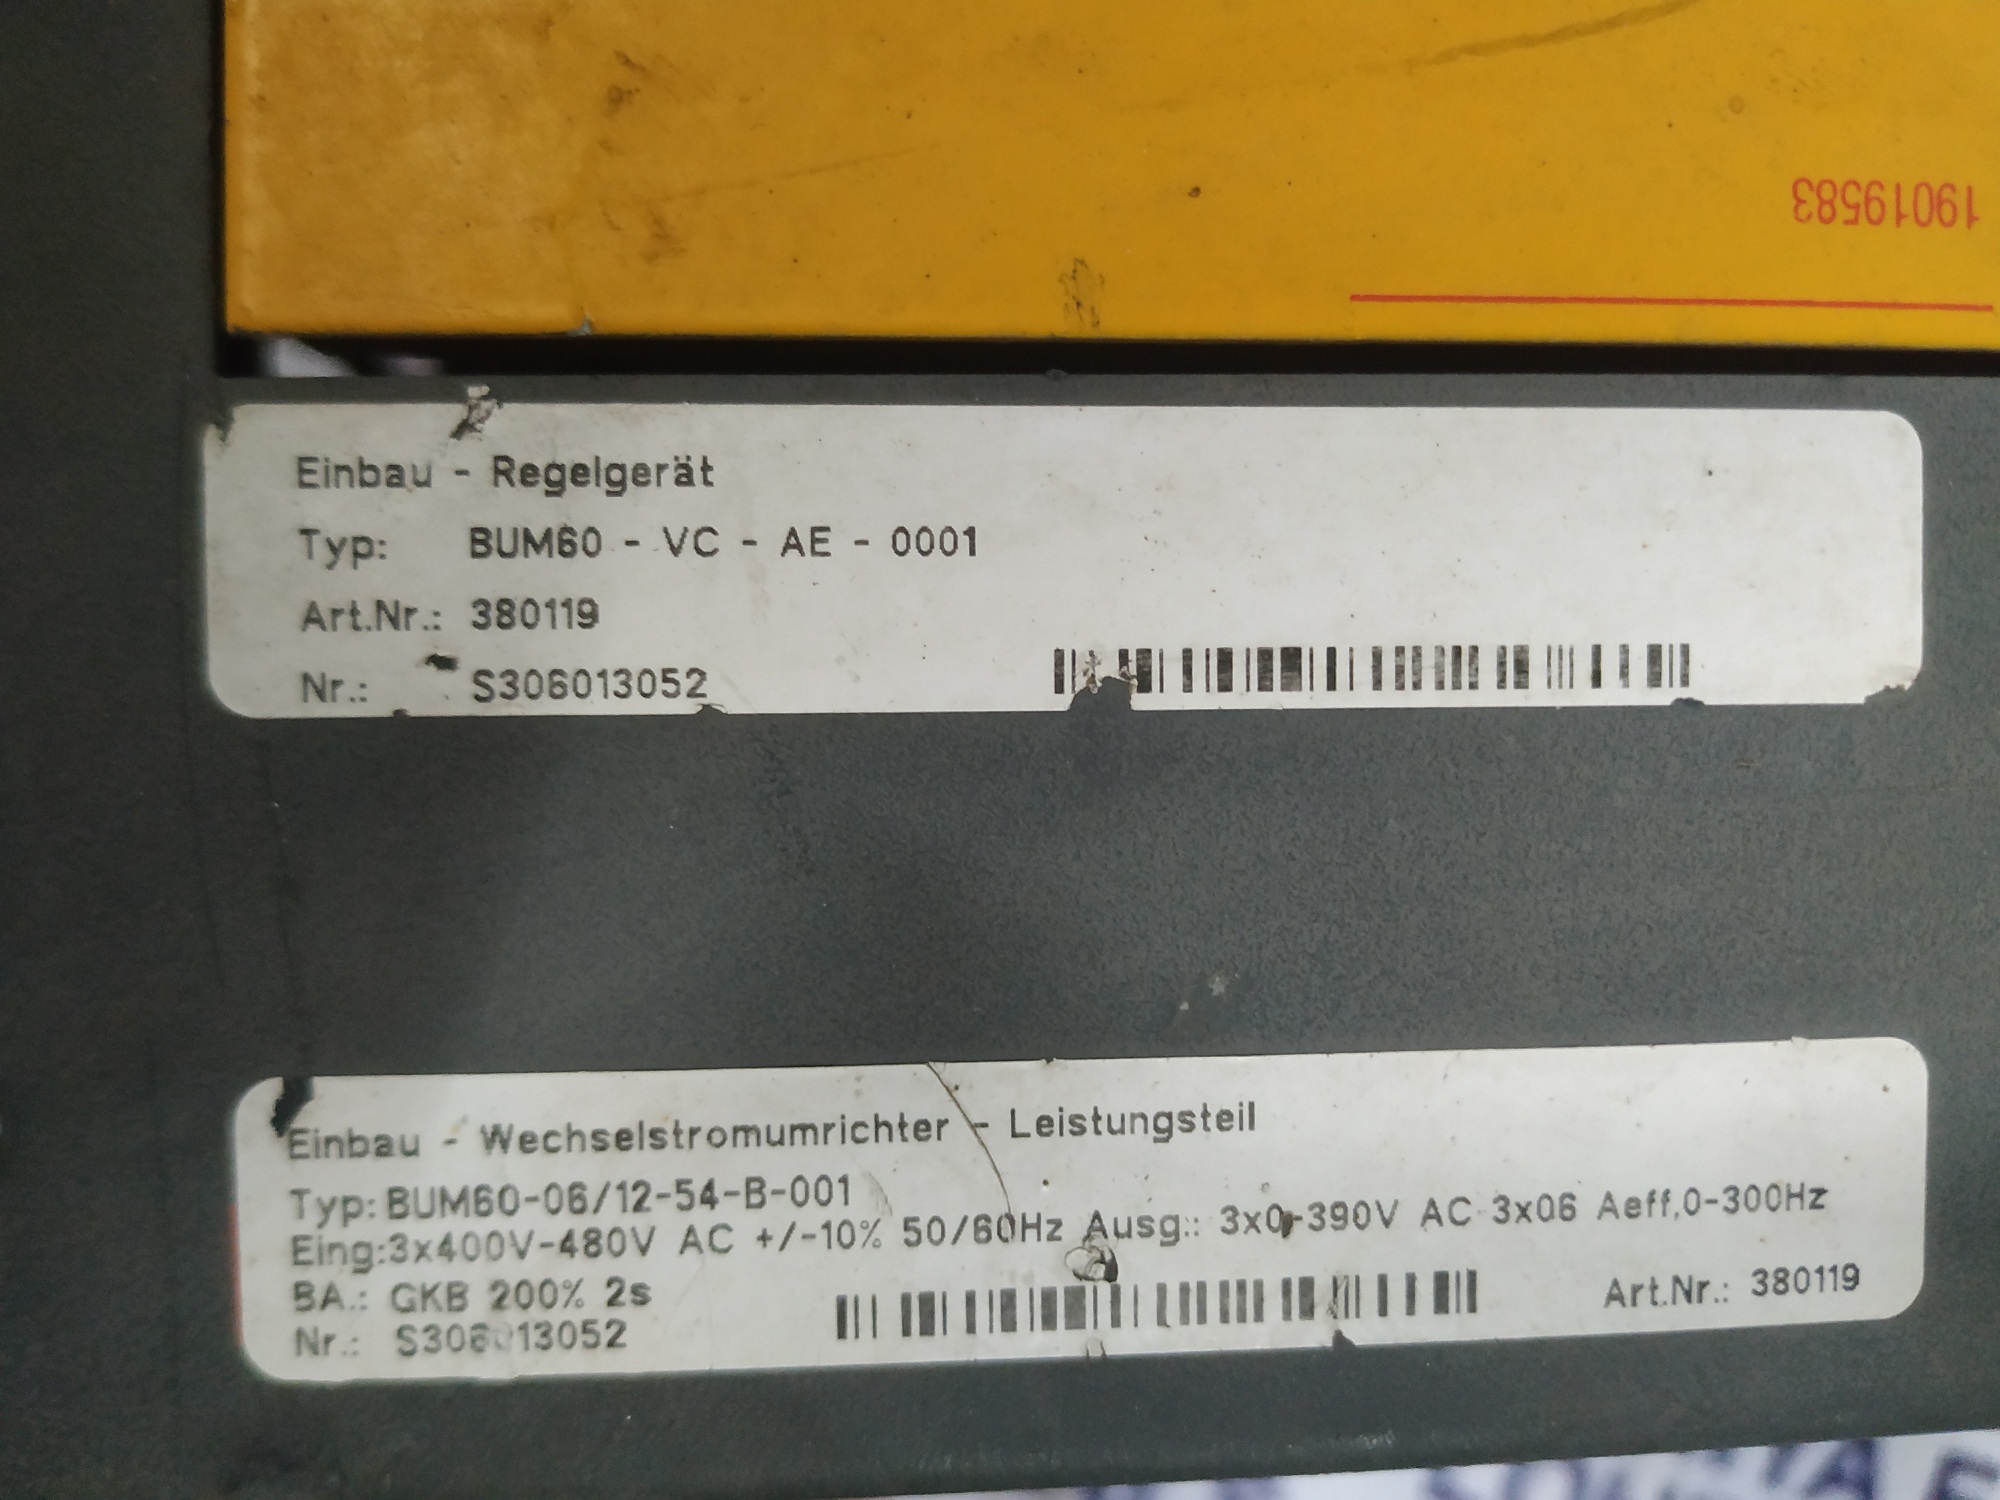 19019583
Einbau - Regelgerät
Typ: BUM60 - VC - AE - 0001
Art.Nr.: 380119
Nr.: S306013052
Einbau - Wechselstromumrichter - Leistungsteil
Typ: BUM60-06/12-54-B-001
Eing:3x400V-480V AC +/-10% 50/60Hz Ausg.: 3x0-390V AC 3x06 Aeff,0-300Hz
BA.: GKB 200% 2s
Art.Nr.: 380119
Nr.: S306013052